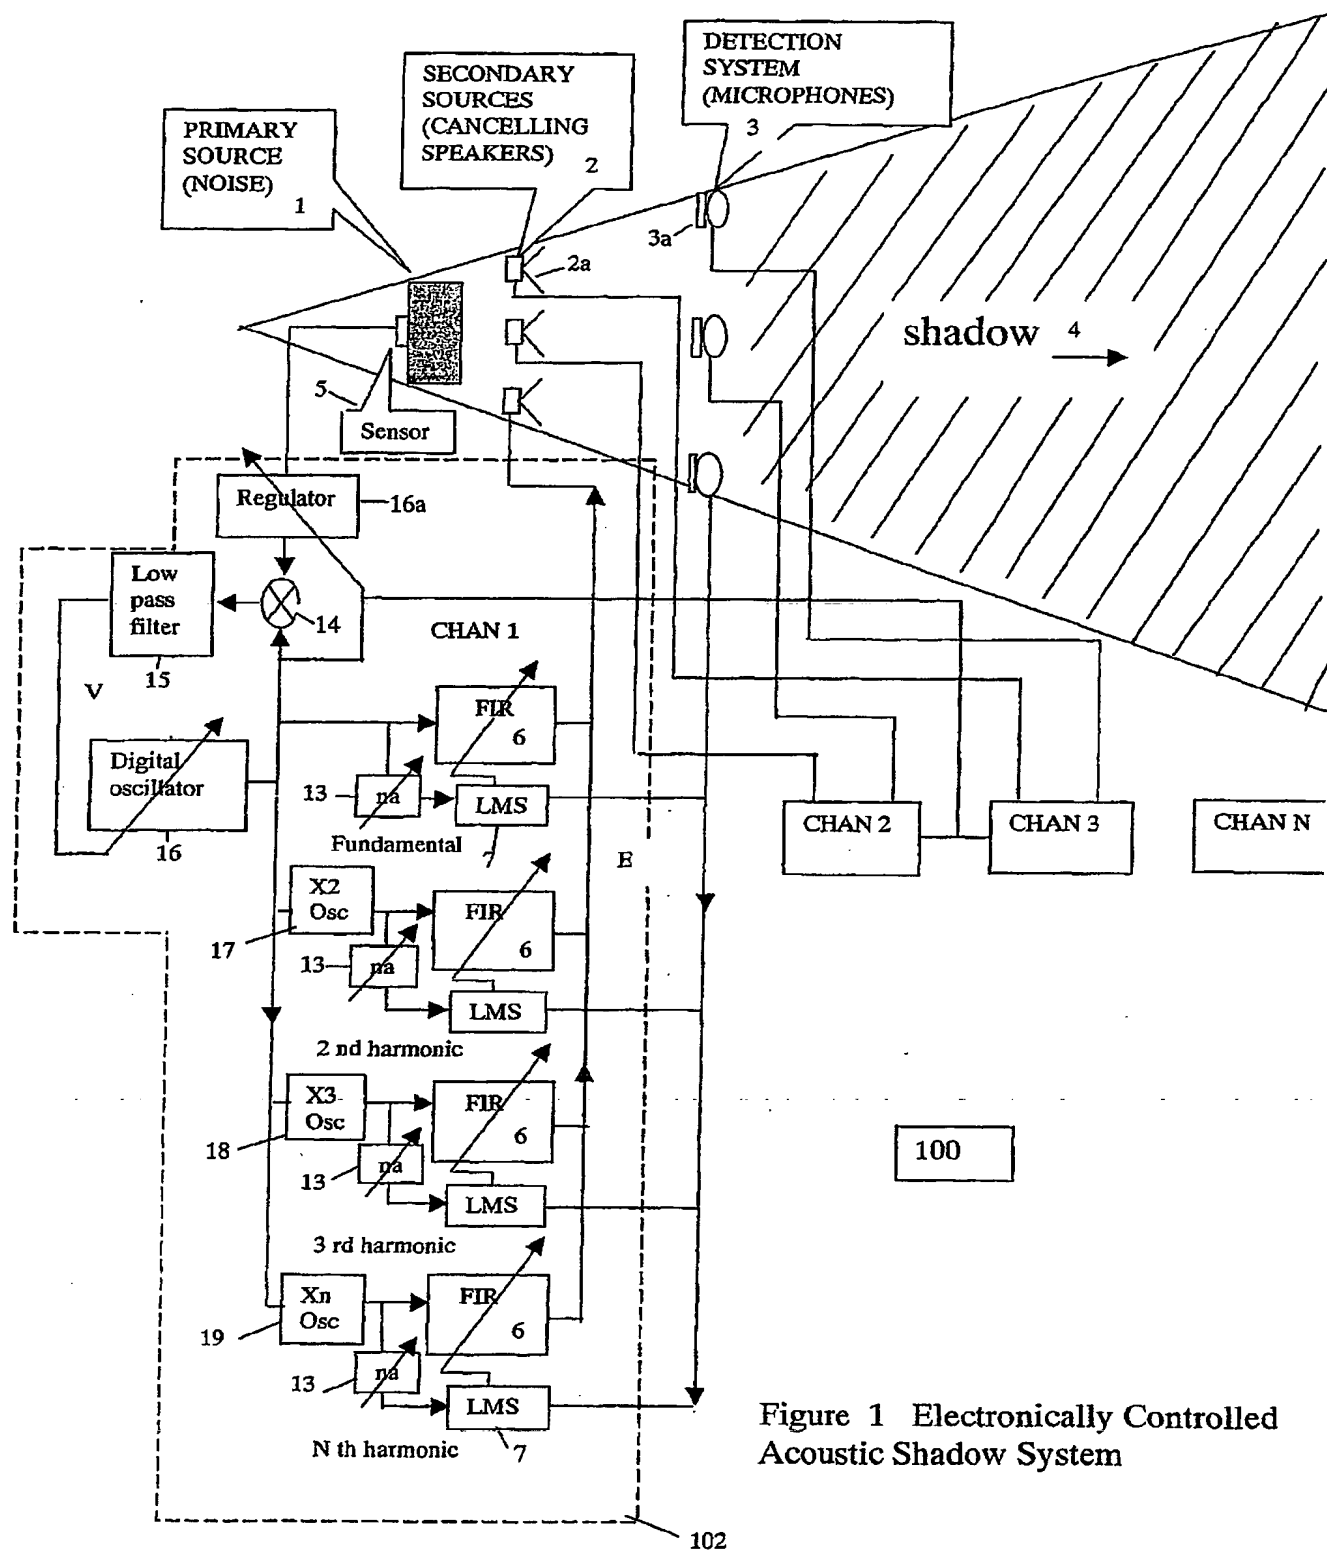 DETECTION
SYSTEM
(MICROPHONES)
3
SECONDARY
SOURCES
(CANCELLING
SPEAKERS)
2
PRIMARY
SOURCE
(NOISE)
1
3a
2a
shadow 4
5
Sensor
Regulator
16a
Low
pass
filter
14
15
CHAN 1
V
FIR
6
Digital
oscillator
16
13
na
LMS
Fundamental
7
E
CHAN 2
CHAN 3
CHAN N
X2
Osc
17
FIR
6
13
na
LMS
2 nd harmonic
X3
Osc
18
FIR
6
13
na
LMS
3 rd harmonic
100
Xn
Osc
19
FIR
6
13
na
LMS
N th harmonic
7
Figure 1 Electronically Controlled
Acoustic Shadow System
102